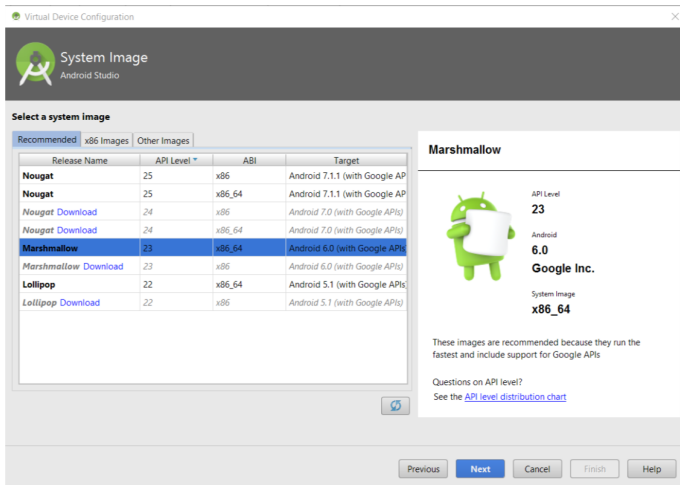 Virtual Device Configuration
System Image
Android Studio
Select a system image
Recommended x86 Images Other Images
Release Name API Level ABI Target
Nougat 25 x86 Android 7.1.1 (with Google AP
Nougat 25 x86_64 Android 7.1.1 (with Google AP
Nougat Download 24 x86 Android 7.0 (with Google APIs)
Nougat Download 24 x86_64 Android 7.0 (with Google APIs)
Marshmallow 23 x86_64 Android 6.0 (with Google APIs
Marshmallow Download 23 x86 Android 6.0 (with Google APIs)
Lollipop 22 x86_64 Android 5.1 (with Google APIs)
Lollipop Download 22 x86 Android 5.1 (with Google APIs)
Marshmallow
API Level
23
Android
6.0
Google Inc.
System Image
x86_64
These images are recommended because they run the
fastest and include support for Google APIs
Questions on API level?
See the API level distribution chart
Previous Next Cancel Finish Help